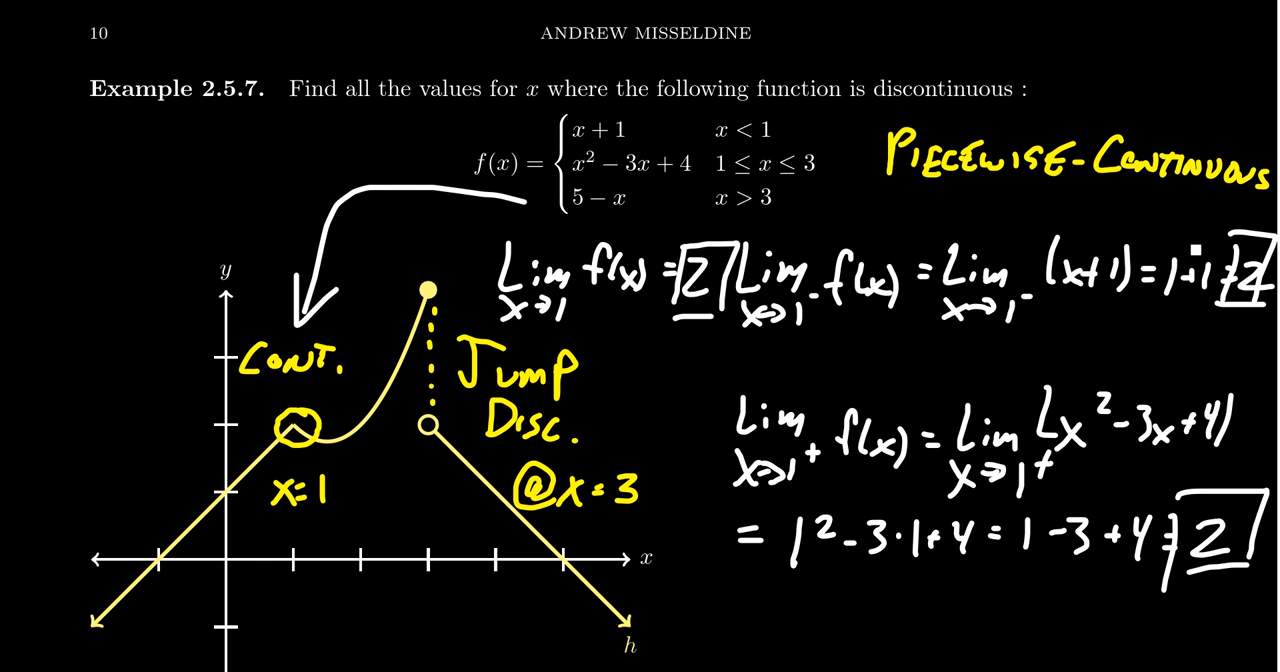 10 ANDREW MISSELDINE
Example 2.5.7. Find all the values for x where the following function is discontinuous :
f(x) = { x + 1 x < 1
x² − 3x + 4 1 ≤ x ≤ 3
5 − x x > 3
PIECEWISE-CONTINUOUS
Lim x→1 f(x) = 2
Lim x→1⁻ f(x) = Lim x→1⁻ (x+1) = 1+1 = 2
y
CONT.
JUMP
DISC.
@ x = 3
x = 1
Lim x→1⁺ f(x) = Lim x→1⁺ (x² - 3x + 4)
= 1² - 3·1 + 4 = 1 - 3 + 4 = 2
x
h